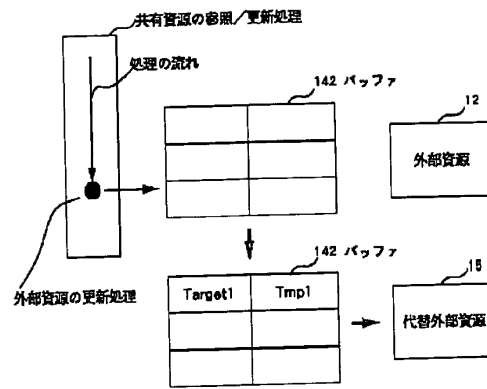 共有資源の参照/更新処理
処理の流れ
142 バッファ
12
外部資源
外部資源の更新処理
142 バッファ
Target1 Tmp1
15
代替外部資源